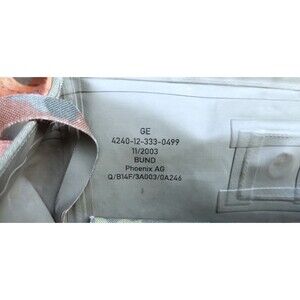 GE
4240-12-333-0499
11/2003
BUND
Phoenix AG
Q/B14F/3A003/0A246